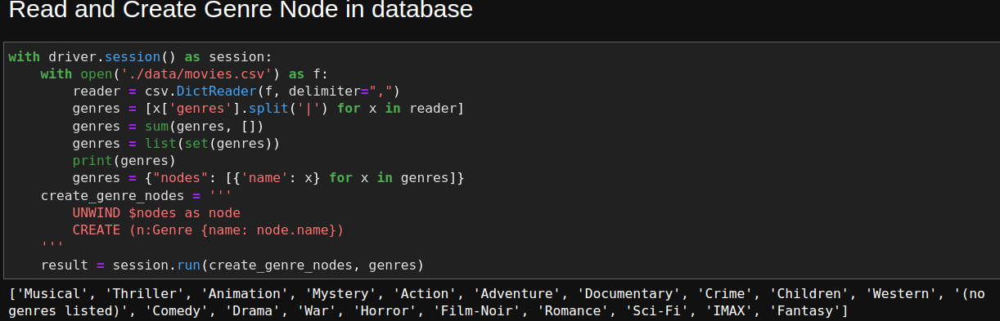 Read and Create Genre Node in database
with driver.session() as session:
    with open('./data/movies.csv') as f:
        reader = csv.DictReader(f, delimiter=",")
        genres = [x['genres'].split('|') for x in reader]
        genres = sum(genres, [])
        genres = list(set(genres))
        print(genres)
        genres = {"nodes": [{'name': x} for x in genres]}
    create_genre_nodes = '''
        UNWIND $nodes as node
        CREATE (n:Genre {name: node.name})
    '''
    result = session.run(create_genre_nodes, genres)
['Musical', 'Thriller', 'Animation', 'Mystery', 'Action', 'Adventure', 'Documentary', 'Crime', 'Children', 'Western', '(no
genres listed)', 'Comedy', 'Drama', 'War', 'Horror', 'Film-Noir', 'Romance', 'Sci-Fi', 'IMAX', 'Fantasy']